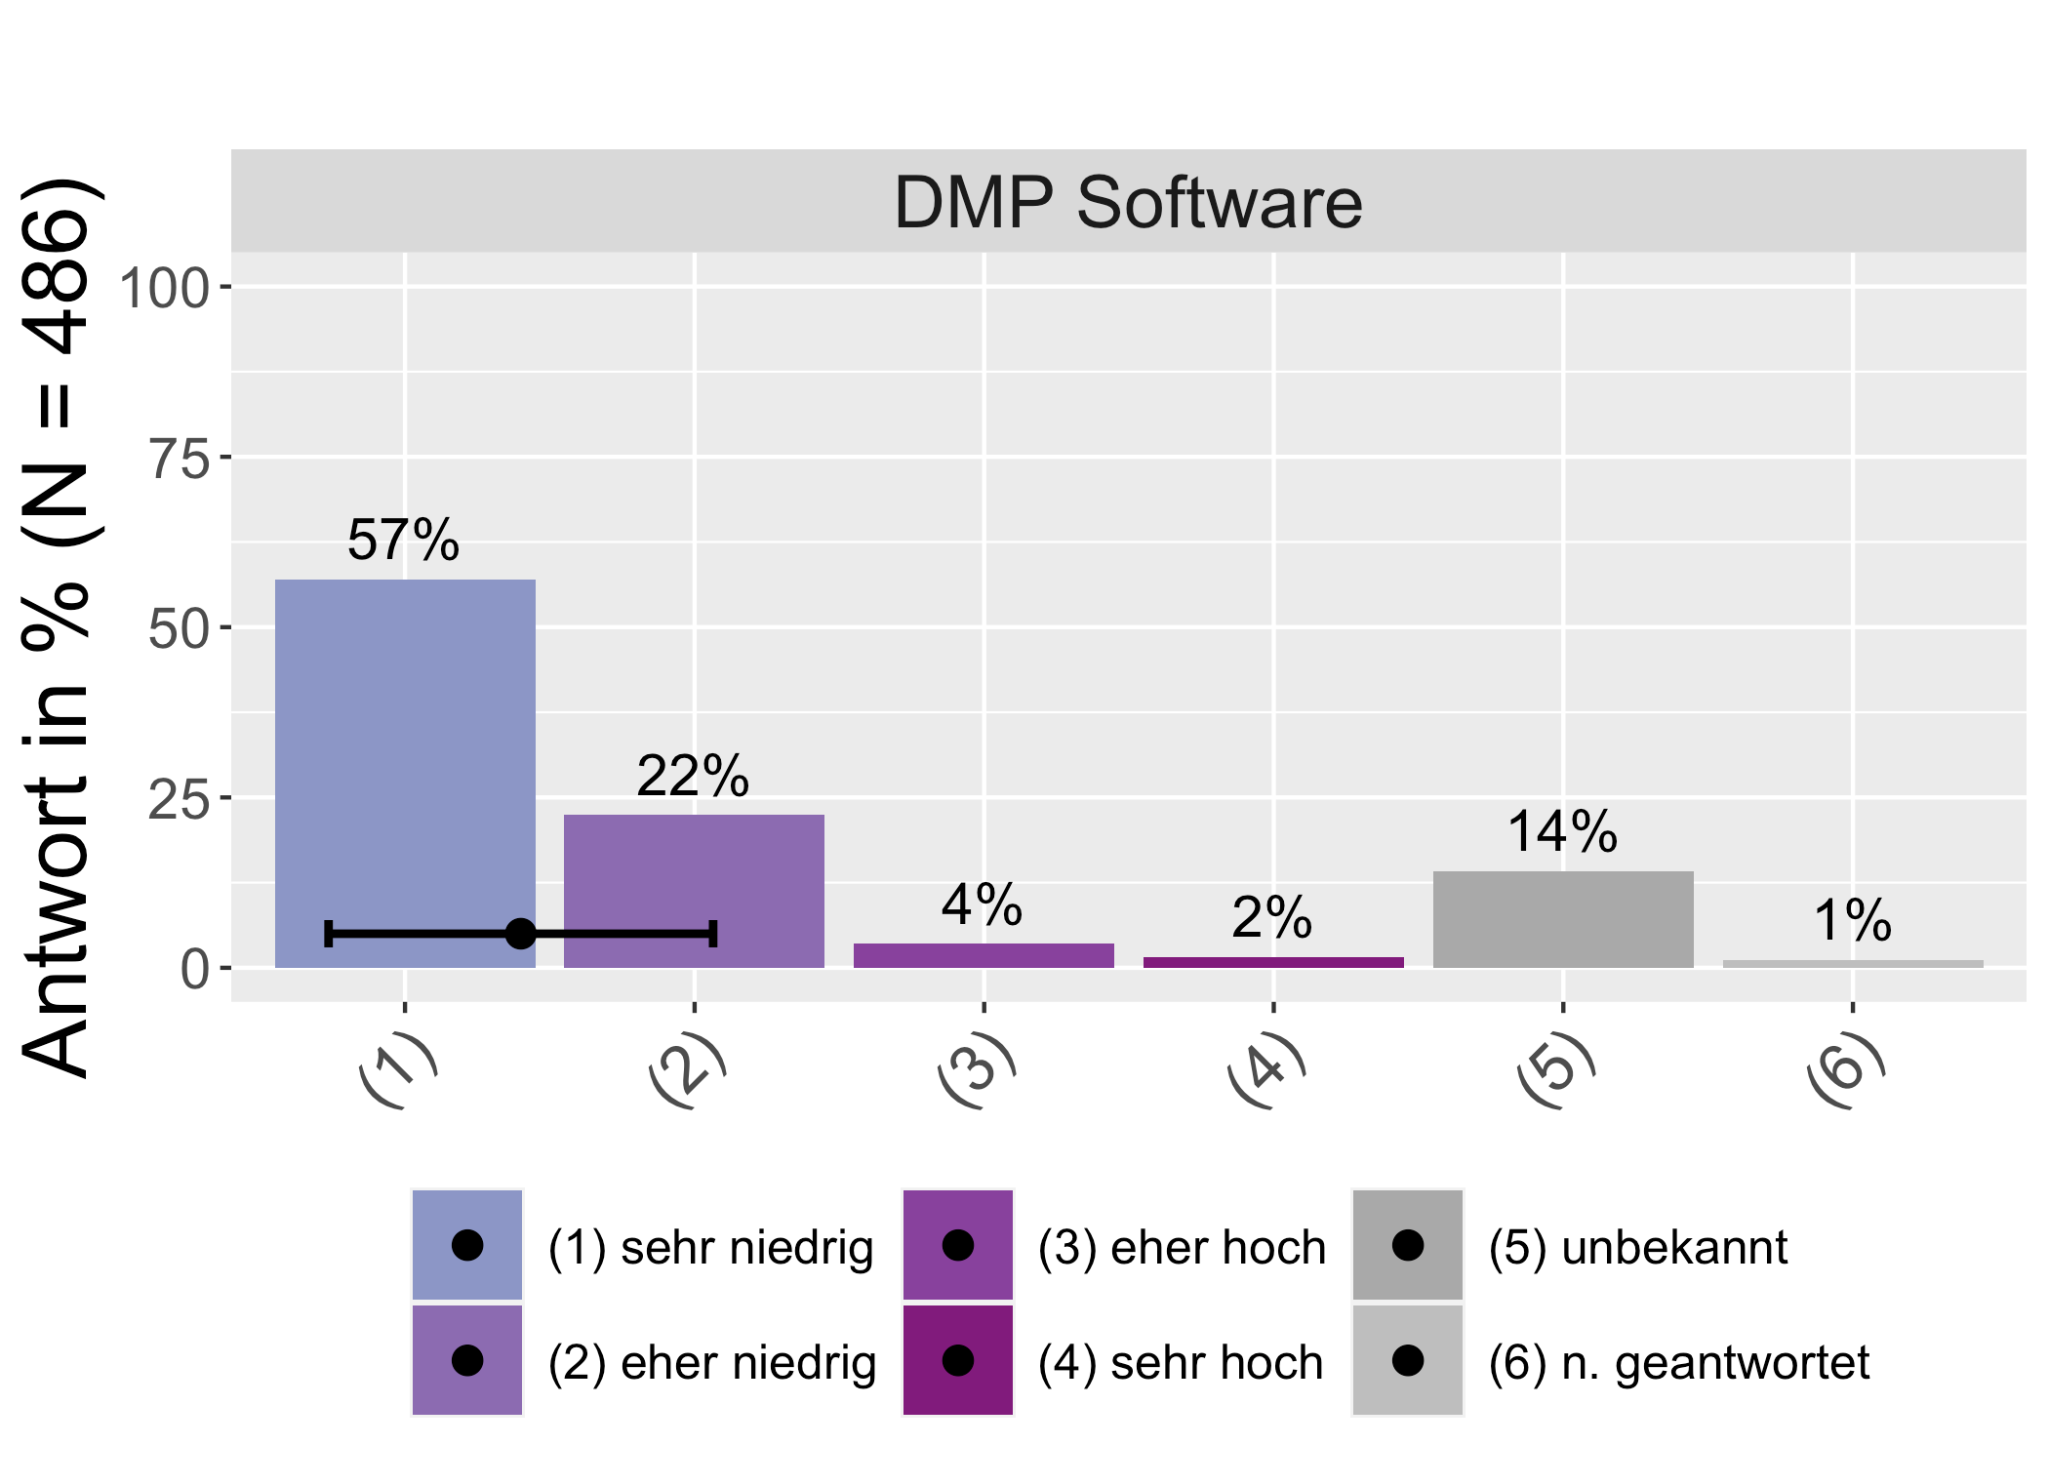 DMP Software
Antwort in % (N = 486)
100
75
50
25
0
57%
22%
4%
2%
14%
1%
(1)
(2)
(3)
(4)
(5)
(6)
(1) sehr niedrig
(3) eher hoch
(5) unbekannt
(2) eher niedrig
(4) sehr hoch
(6) n. geantwortet